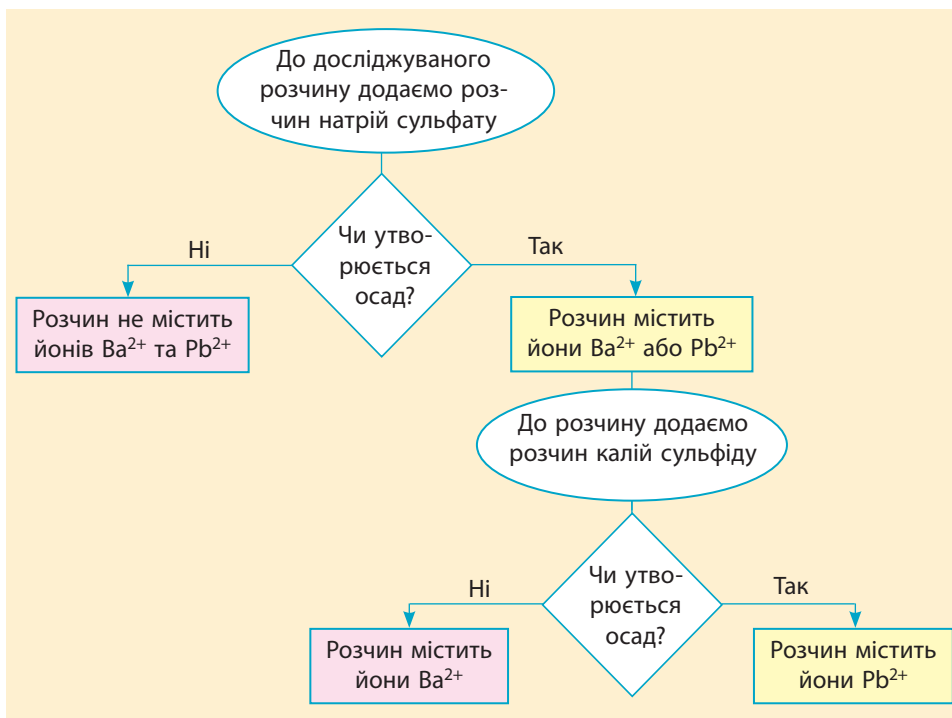 До досліджуваного
розчину додаємо роз-
чин натрій сульфату
Чи утво-
рюється
осад?
Ні
Так
Розчин не містить
йонів Ba²⁺ та Pb²⁺
Розчин містить
йони Ba²⁺ або Pb²⁺
До розчину додаємо
розчин калій сульфіду
Чи утво-
рюється
осад?
Ні
Так
Розчин містить
йони Ba²⁺
Розчин містить
йони Pb²⁺